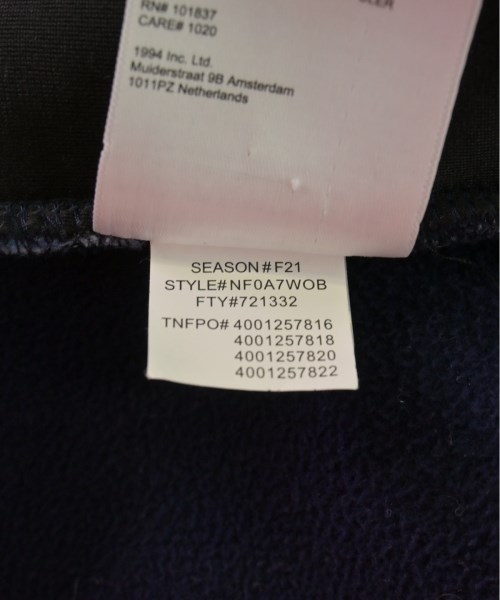 RN# 101837
CARE# 1020
1994 Inc. Ltd.
Muiderstraat 9B Amsterdam
1011PZ Netherlands
SEASON#F21
STYLE#NF0A7WOB
FTY#721332
TNFPO# 4001257816
4001257818
4001257820
4001257822